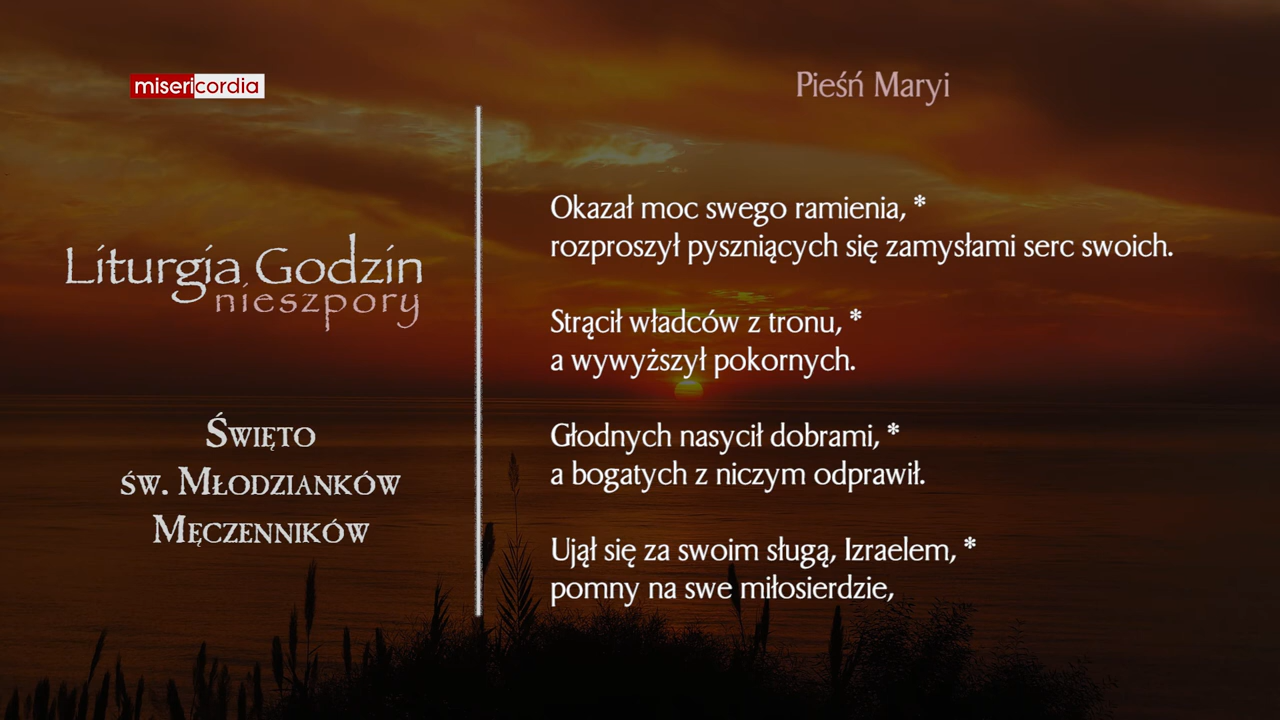 misericordia
Liturgia Godzin
nieszpory
Święto
św. Młodzianków
Męczenników
Pieśń Maryi
Okazał moc swego ramienia, *
rozproszył pyszniących się zamysłami serc swoich.
Strącił władców z tronu, *
a wywyższył pokornych.
Głodnych nasycił dobrami, *
a bogatych z niczym odprawił.
Ujął się za swoim sługą, Izraelem, *
pomny na swe miłosierdzie,